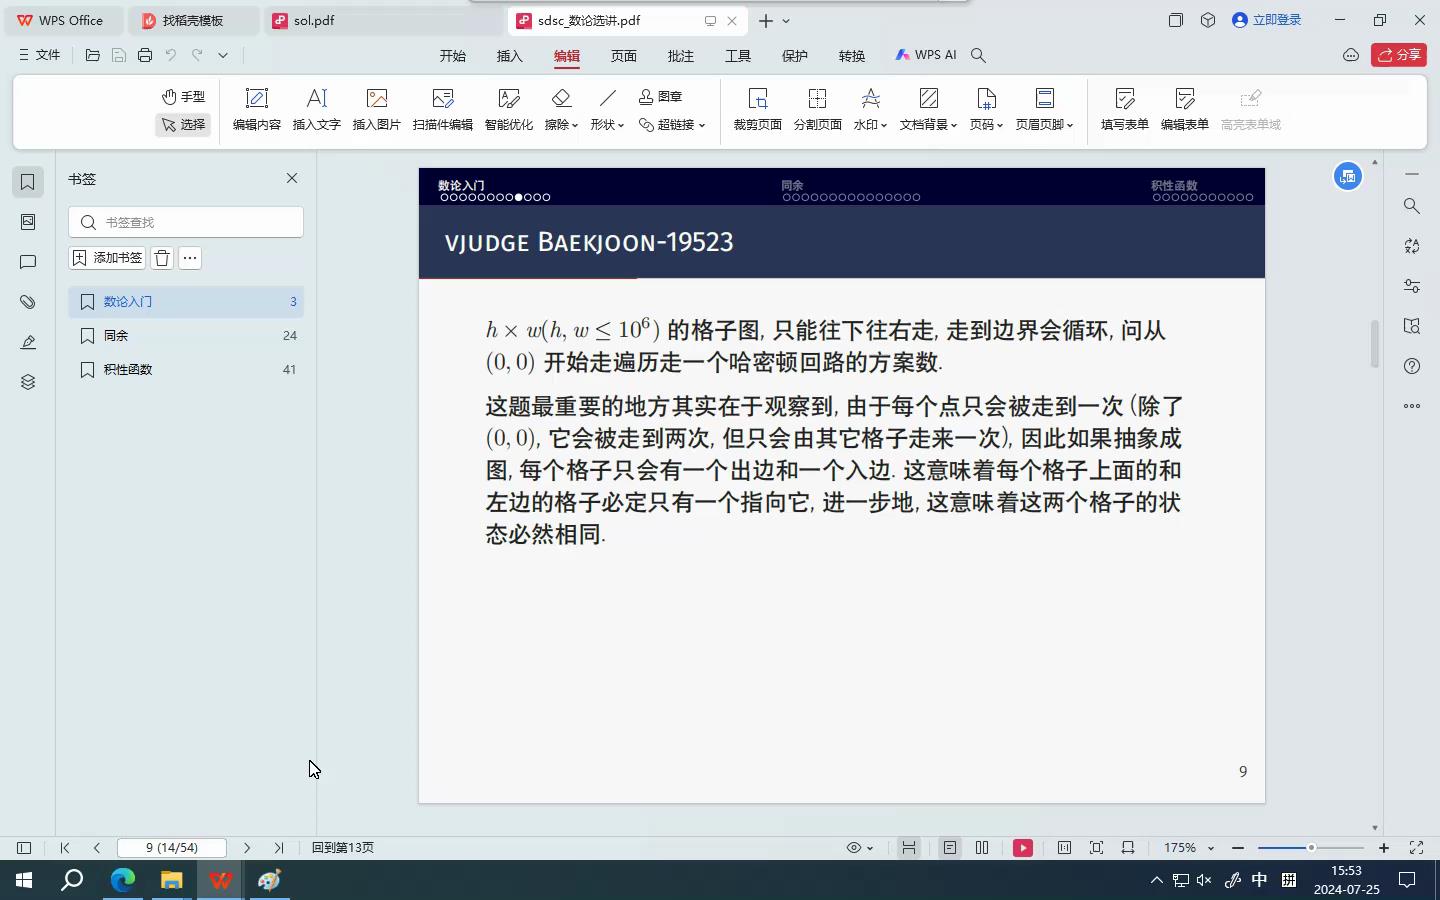 WPS Office
找稻壳模板
sol.pdf
sdsc_数论选讲.pdf
立即登录
文件
开始
插入
编辑
页面
批注
工具
保护
转换
WPS AI
分享
手型
选择
编辑内容
插入文字
插入图片
扫描件编辑
智能优化
擦除
形状
图章
超链接
裁剪页面
分割页面
水印
文档背景
页码
页眉页脚
填写表单
编辑表单
高亮表单域
书签
书签查找
添加书签
数论入门 3
同余 24
积性函数 41
数论入门
同余
积性函数
VJUDGE BAEKJOON-19523
h × w(h, w ≤ 10⁶) 的格子图, 只能往下往右走, 走到边界会循环, 问从
(0, 0) 开始走遍历走一个哈密顿回路的方案数.
这题最重要的地方其实在于观察到, 由于每个点只会被走到一次 (除了
(0, 0), 它会被走到两次, 但只会由其它格子走来一次), 因此如果抽象成
图, 每个格子只会有一个出边和一个入边. 这意味着每个格子上面的和
左边的格子必定只有一个指向它, 进一步地, 这意味着这两个格子的状
态必然相同.
9
9 (14/54)
回到第13页
175%
中
拼
15:53
2024-07-25